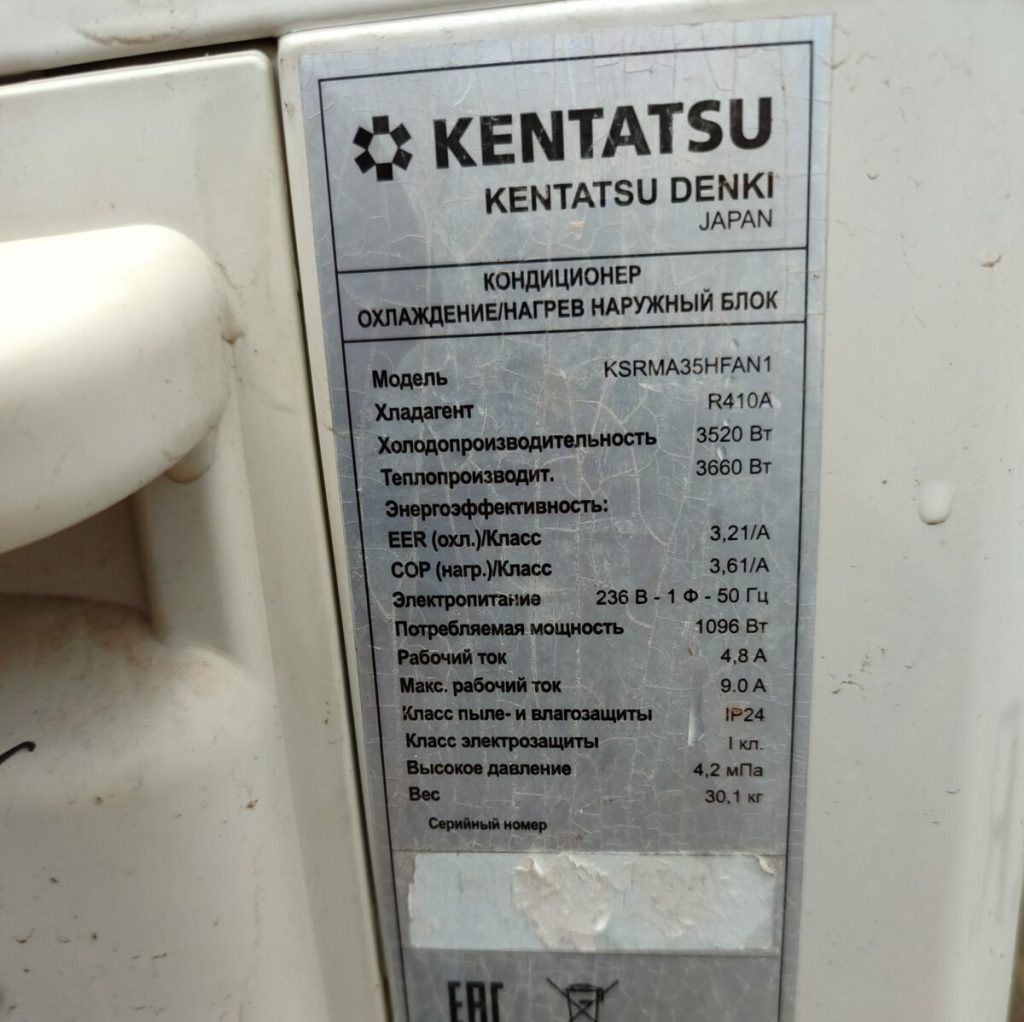 KENTATSU
KENTATSU DENKI
JAPAN
КОНДИЦИОНЕР
ОХЛАЖДЕНИЕ/НАГРЕВ НАРУЖНЫЙ БЛОК
Модель KSRMA35HFAN1
Хладагент R410A
Холодопроизводительность 3520 Вт
Теплопроизводит. 3660 Вт
Энергоэффективность:
EER (охл.)/Класс 3,21/A
COP (нагр.)/Класс 3,61/A
Электропитание 236 В - 1 Ф - 50 Гц
Потребляемая мощность 1096 Вт
Рабочий ток 4,8 А
Макс. рабочий ток 9.0 А
Класс пыле- и влагозащиты IP24
Класс электрозащиты I кл.
Высокое давление 4,2 мПа
Вес 30,1 кг
Серийный номер
EAC